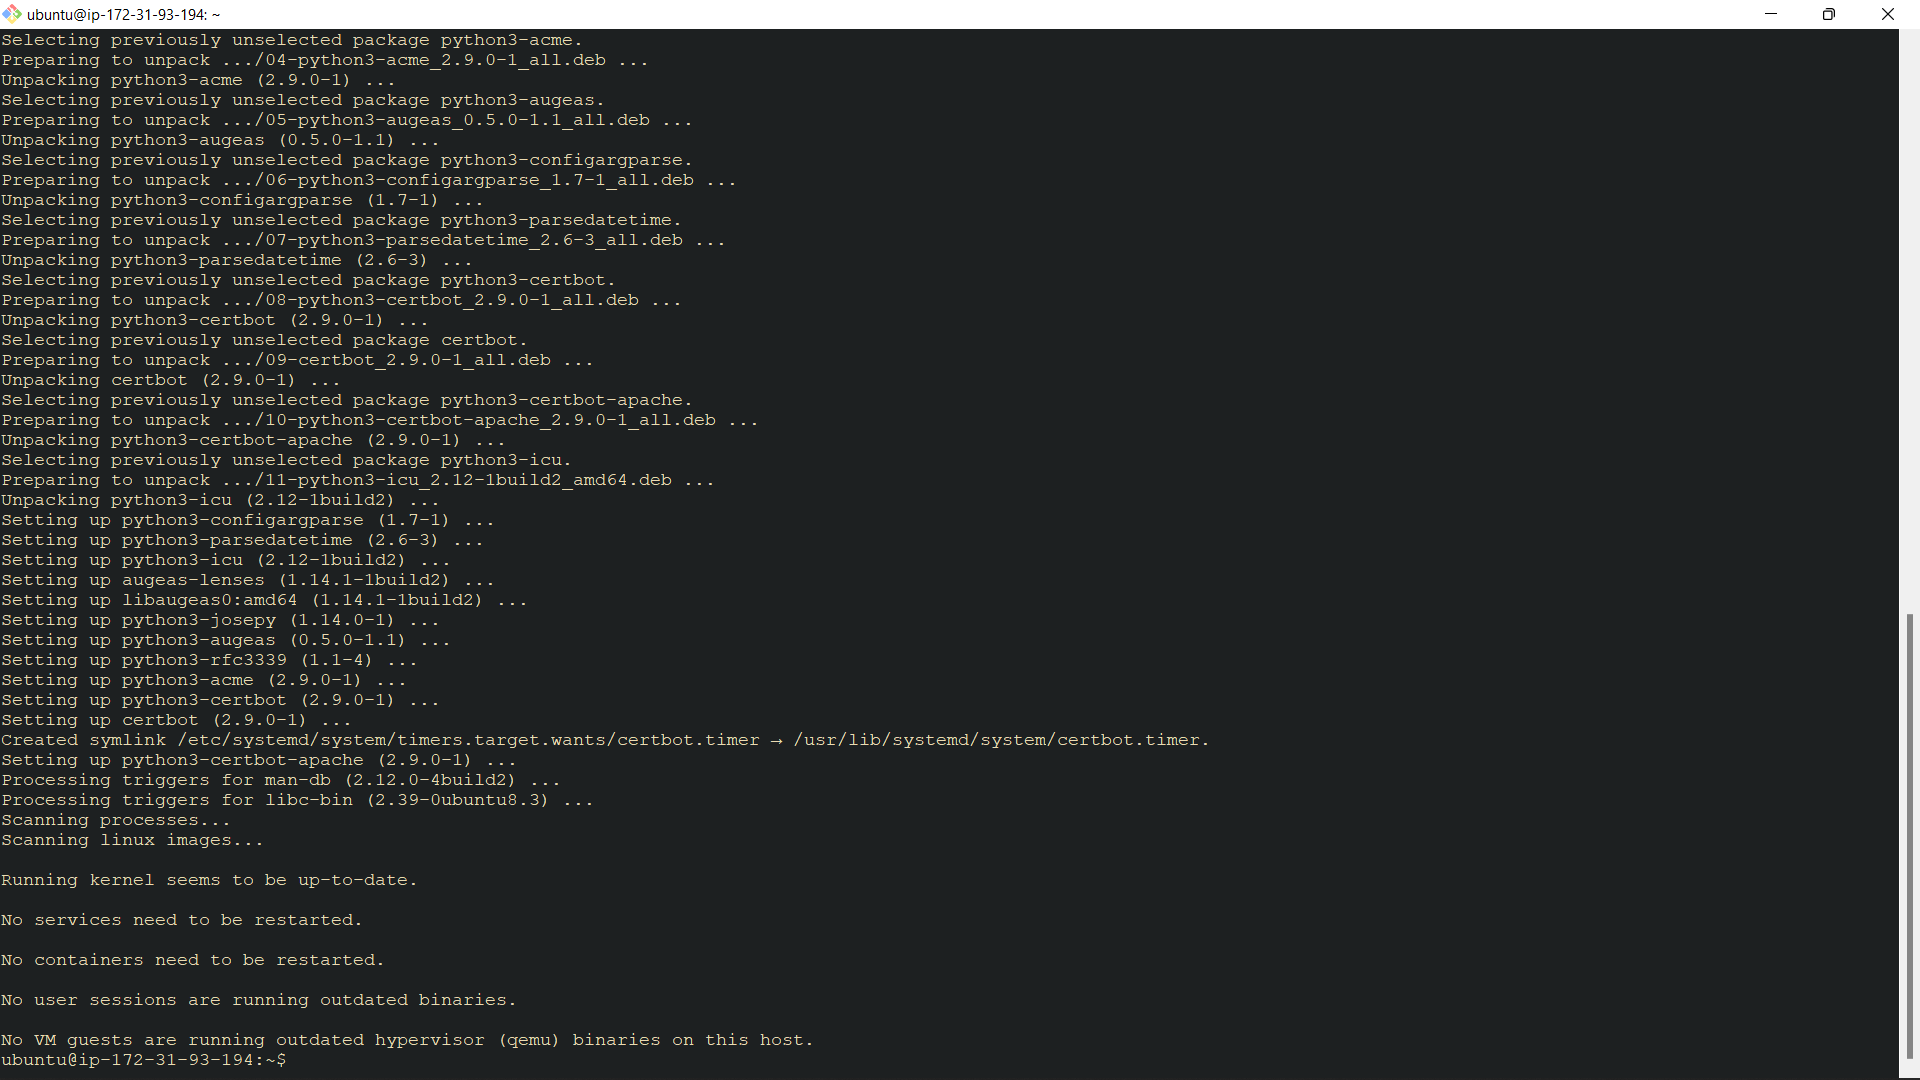 ubuntu@ip-172-31-93-194: ~
Selecting previously unselected package python3-acme.
Preparing to unpack .../04-python3-acme_2.9.0-1_all.deb ...
Unpacking python3-acme (2.9.0-1) ...
Selecting previously unselected package python3-augeas.
Preparing to unpack .../05-python3-augeas_0.5.0-1.1_all.deb ...
Unpacking python3-augeas (0.5.0-1.1) ...
Selecting previously unselected package python3-configargparse.
Preparing to unpack .../06-python3-configargparse_1.7-1_all.deb ...
Unpacking python3-configargparse (1.7-1) ...
Selecting previously unselected package python3-parsedatetime.
Preparing to unpack .../07-python3-parsedatetime_2.6-3_all.deb ...
Unpacking python3-parsedatetime (2.6-3) ...
Selecting previously unselected package python3-certbot.
Preparing to unpack .../08-python3-certbot_2.9.0-1_all.deb ...
Unpacking python3-certbot (2.9.0-1) ...
Selecting previously unselected package certbot.
Preparing to unpack .../09-certbot_2.9.0-1_all.deb ...
Unpacking certbot (2.9.0-1) ...
Selecting previously unselected package python3-certbot-apache.
Preparing to unpack .../10-python3-certbot-apache_2.9.0-1_all.deb ...
Unpacking python3-certbot-apache (2.9.0-1) ...
Selecting previously unselected package python3-icu.
Preparing to unpack .../11-python3-icu_2.12-1build2_amd64.deb ...
Unpacking python3-icu (2.12-1build2) ...
Setting up python3-configargparse (1.7-1) ...
Setting up python3-parsedatetime (2.6-3) ...
Setting up python3-icu (2.12-1build2) ...
Setting up augeas-lenses (1.14.1-1build2) ...
Setting up libaugeas0:amd64 (1.14.1-1build2) ...
Setting up python3-josepy (1.14.0-1) ...
Setting up python3-augeas (0.5.0-1.1) ...
Setting up python3-rfc3339 (1.1-4) ...
Setting up python3-acme (2.9.0-1) ...
Setting up python3-certbot (2.9.0-1) ...
Setting up certbot (2.9.0-1) ...
Created symlink /etc/systemd/system/timers.target.wants/certbot.timer → /usr/lib/systemd/system/certbot.timer.
Setting up python3-certbot-apache (2.9.0-1) ...
Processing triggers for man-db (2.12.0-4build2) ...
Processing triggers for libc-bin (2.39-0ubuntu8.3) ...
Scanning processes...
Scanning linux images...
Running kernel seems to be up-to-date.
No services need to be restarted.
No containers need to be restarted.
No user sessions are running outdated binaries.
No VM guests are running outdated hypervisor (qemu) binaries on this host.
ubuntu@ip-172-31-93-194:~$